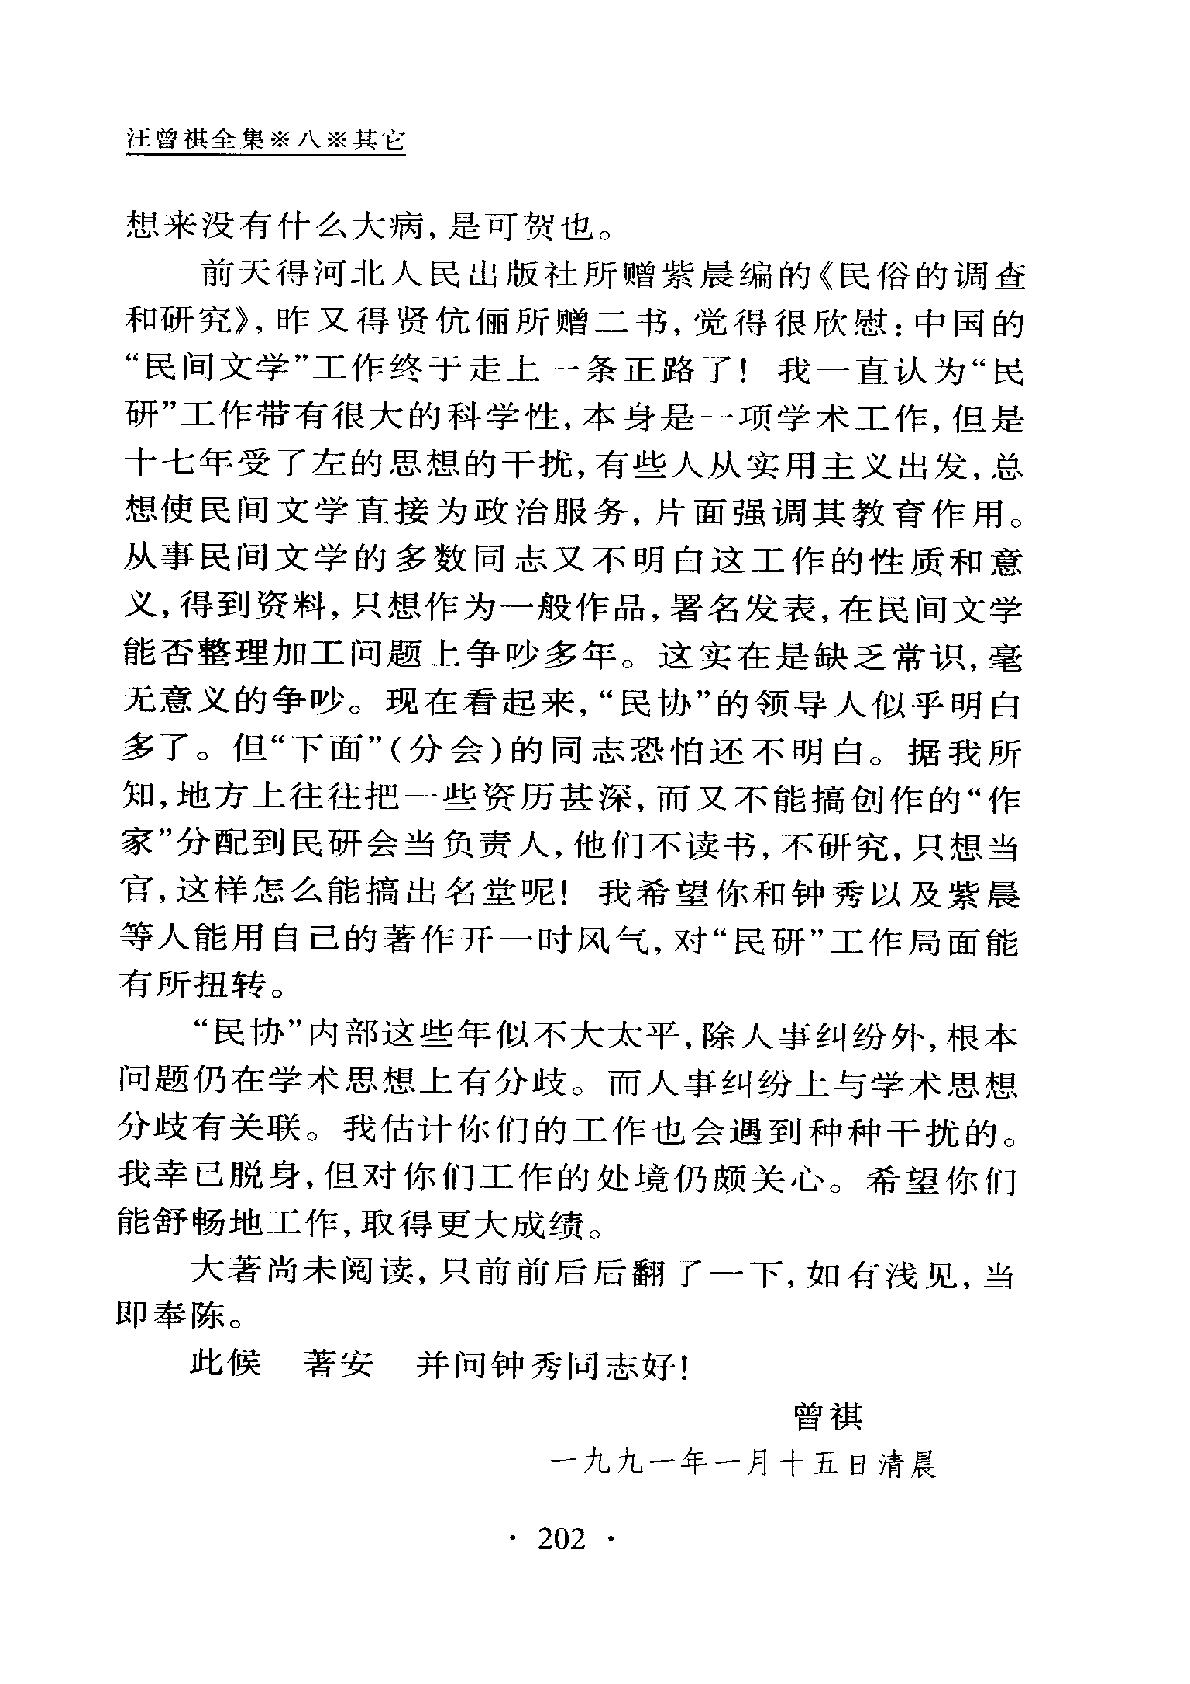 汪曾祺全集※八※其它
想来没有什么大病，是可贺也。
前天得河北人民出版社所赠紫晨编的《民俗的调查
和研究》，昨又得贤伉俪所赠二书，觉得很欣慰：中国的
“民间文学”工作终于走上一条正路了！我一直认为“民
研”工作带有很大的科学性，本身是一项学术工作，但是
十七年受了左的思想的干扰，有些人从实用主义出发，总
想使民间文学直接为政治服务，片面强调其教育作用。
从事民间文学的多数同志又不明白这工作的性质和意
义，得到资料，只想作为一般作品，署名发表，在民间文学
能否整理加工问题上争吵多年。这实在是缺乏常识，毫
无意义的争吵。现在看起来，“民协”的领导人似乎明白
多了。但“下面”（分会）的同志恐怕还不明白。据我所
知，地方上往往把一些资历甚深，而又不能搞创作的“作
家”分配到民研会当负责人，他们不读书，不研究，只想当
官，这样怎么能搞出名堂呢！我希望你和钟秀以及紫晨
等人能用自己的著作开一时风气，对“民研”工作局面能
有所扭转。
“民协”内部这些年似不大太平，除人事纠纷外，根本
问题仍在学术思想上有分歧。而人事纠纷上与学术思想
分歧有关联。我估计你们的工作也会遇到种种干扰的。
我幸已脱身，但对你们工作的处境仍颇关心。希望你们
能舒畅地工作，取得更大成绩。
大著尚未阅读，只前前后后翻了一下，如有浅见，当
即奉陈。
此候　著安　并问钟秀同志好！
曾祺
一九九一年一月十五日清晨
· 202 ·